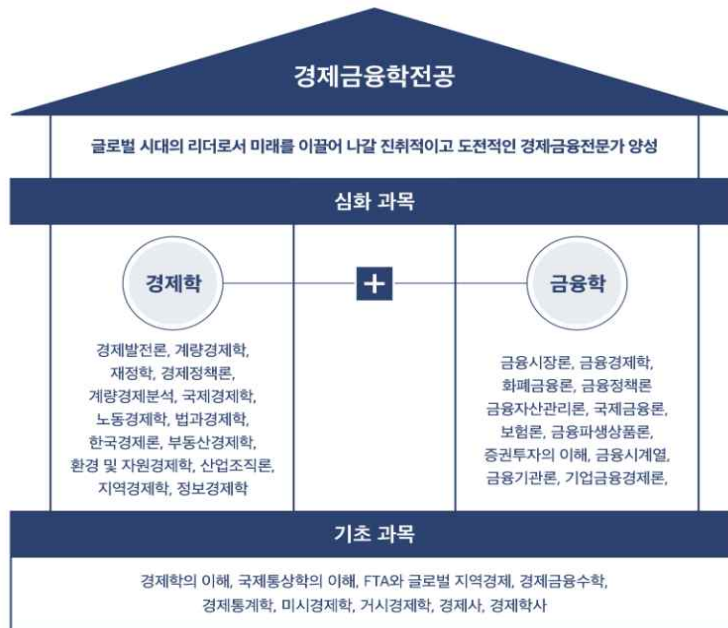 경제금융학전공
글로벌 시대의 리더로서 미래를 이끌어 나갈 진취적이고 도전적인 경제금융전문가 양성
심화 과목
경제학
경제발전론, 계량경제학,
재정학, 경제정책론,
계량경제분석, 국제경제학,
노동경제학, 법과경제학,
한국경제론, 부동산경제학,
환경 및 자원경제학, 산업조직론,
지역경제학, 정보경제학
+
금융학
금융시장론, 금융경제학,
화폐금융론, 금융정책론
금융자산관리론, 국제금융론,
보험론, 금융파생상품론,
증권투자의 이해, 금융시계열,
금융기관론, 기업금융경제론,
기초 과목
경제학의 이해, 국제통상학의 이해, FTA와 글로벌 지역경제, 경제금융수학,
경제통계학, 미시경제학, 거시경제학, 경제사, 경제학사